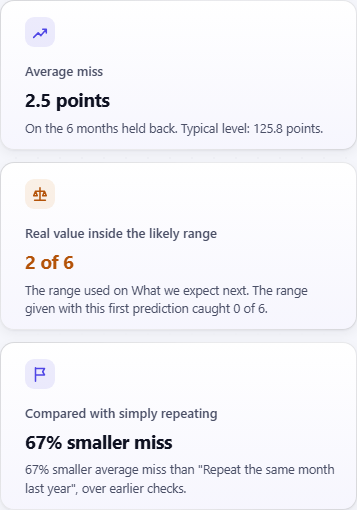 Average miss
2.5 points
On the 6 months held back. Typical level: 125.8 points.
Real value inside the likely range
2 of 6
The range used on What we expect next. The range
given with this first prediction caught 0 of 6.
Compared with simply repeating
67% smaller miss
67% smaller average miss than "Repeat the same month
last year", over earlier checks.